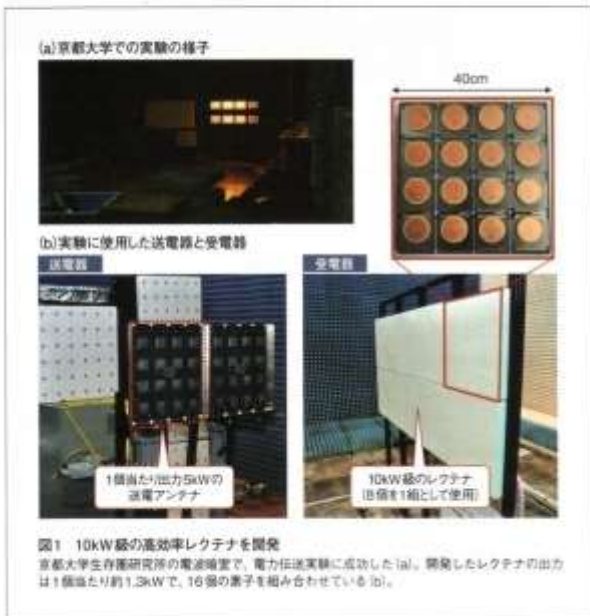 (a)京都大学での実験の様子
40cm
(b)実験に使用した送電器と受電器
送電器
受電器
1個当たり出力5kWの
送電アンテナ
10kW級のレクテナ
(8個を1組として使用)
図1 10kW級の高効率レクテナを開発
京都大学生存圏研究所の電波暗室で、電力伝送実験に成功した(a)。開発したレクテナの出力
は1個当たり約1.3kWで、16個の素子を組み合わせている(b)。